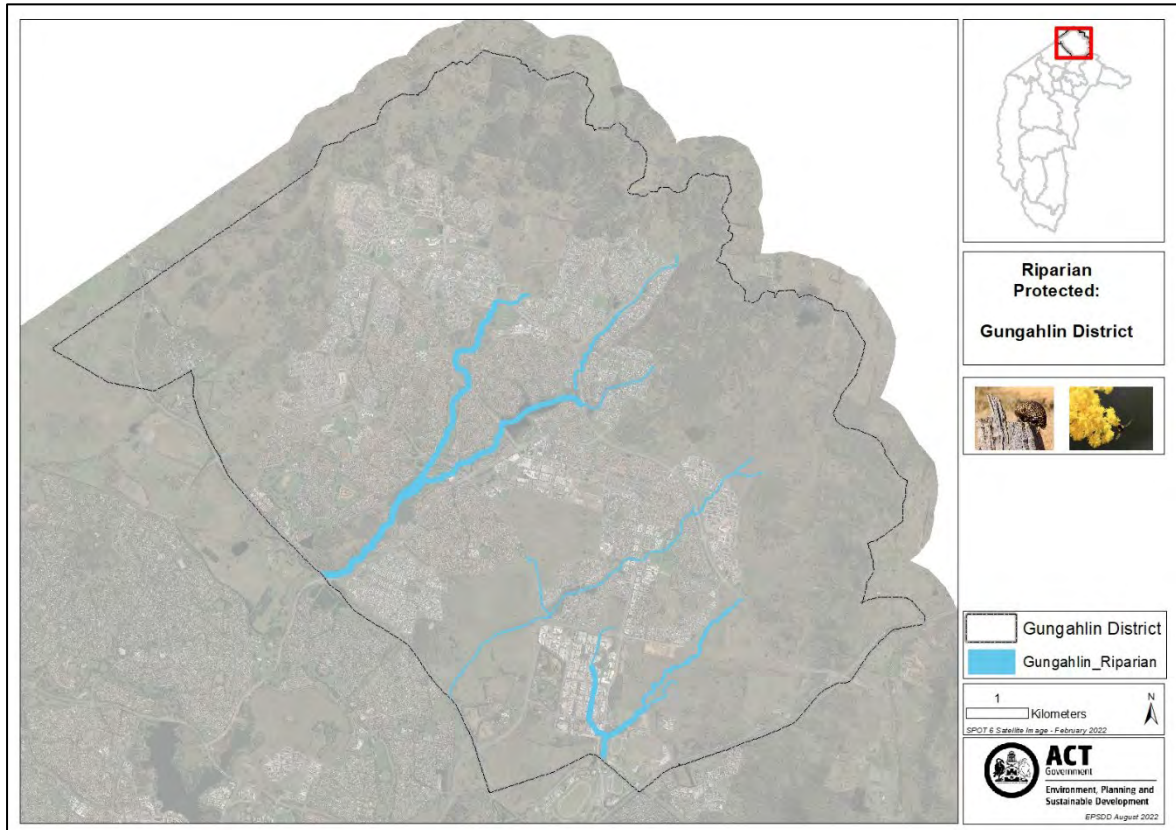 Riparian
Protected:
Gungahlin District
Gungahlin District
Gungahlin_Riparian
1
Kilometers
N
SPOT 6 Satellite Image - February 2022
ACT
Government
Environment, Planning and
Sustainable Development
EPSDD August 2022